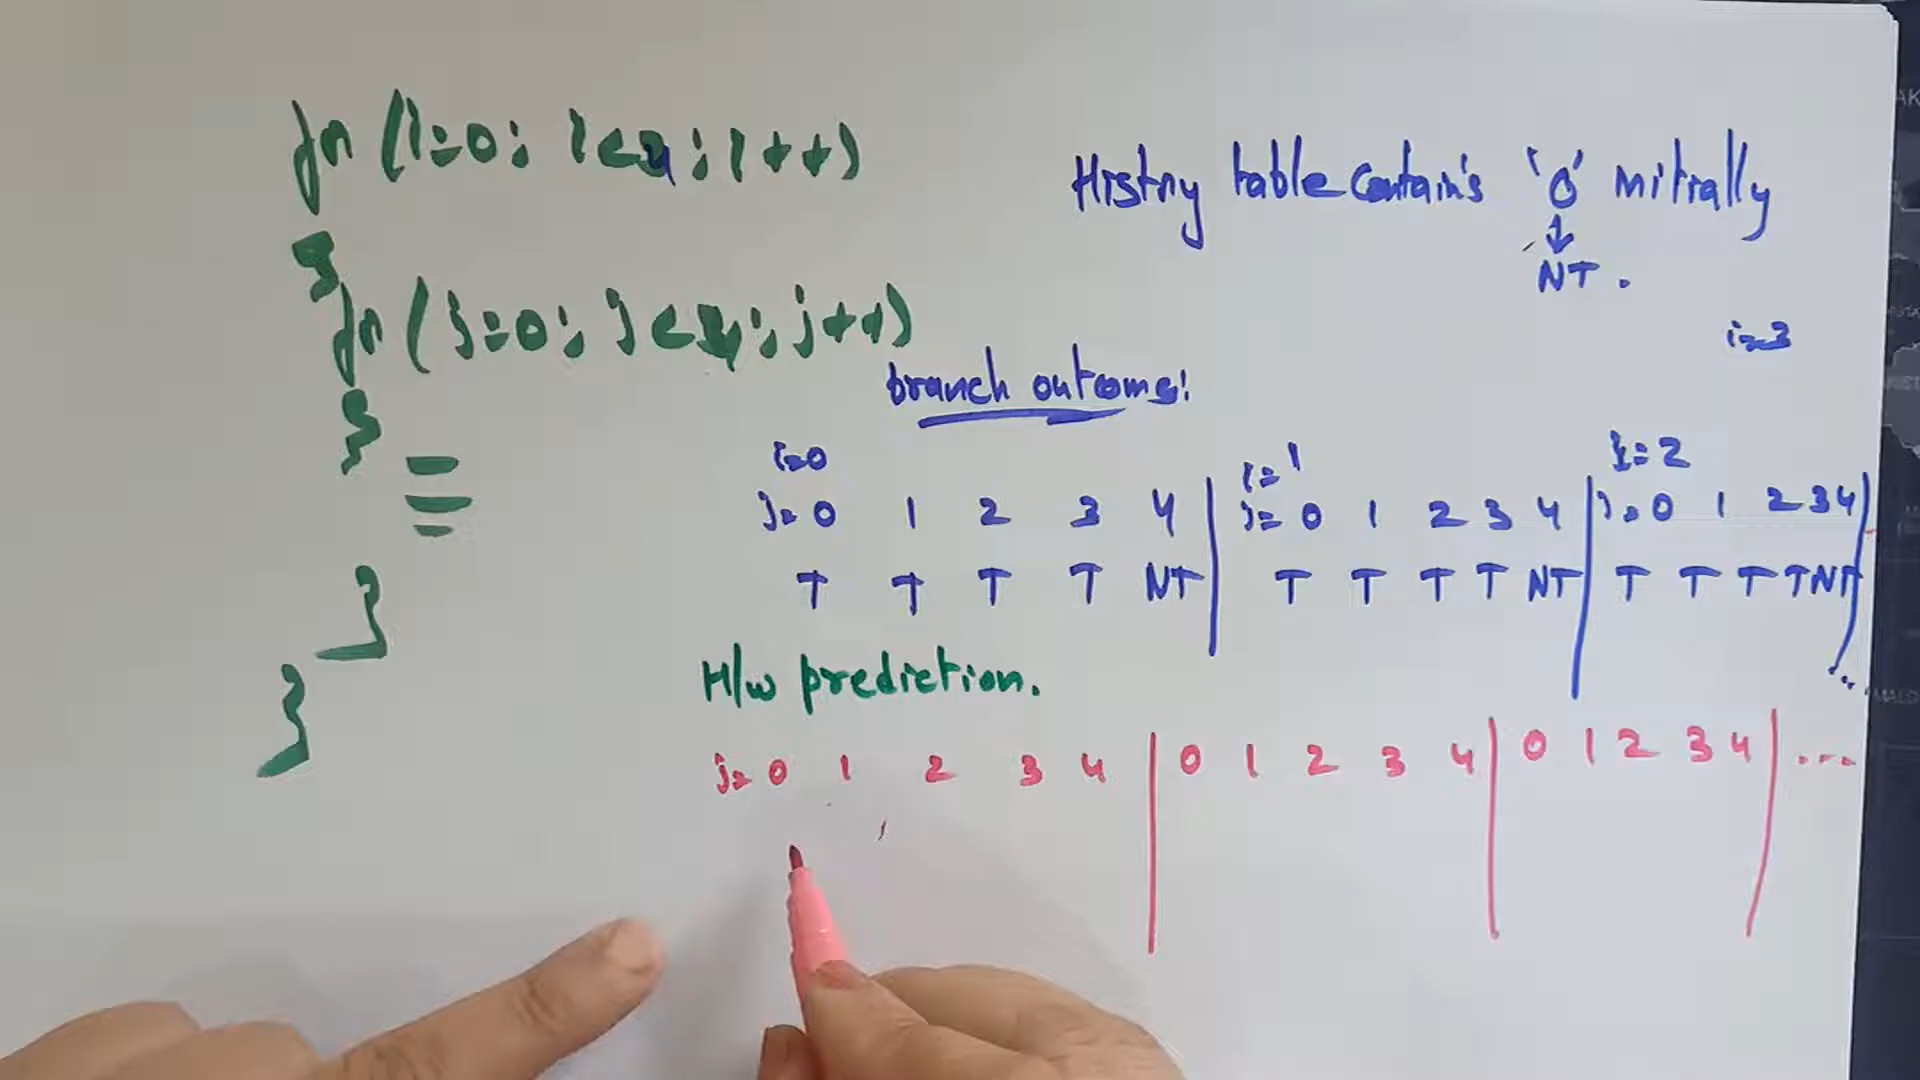 for (i=0; i<4; i++)
{
for (j=0; j<4; j++)
{
}
}
History table contain's '0' initially
↓
NT.
i=3
branch outcome:
i=0 i=1 i=2
j=0 1 2 3 4 j=0 1 2 3 4 j=0 1 2 3 4
T T T T NT T T T T NT T T T T NT
....
H/w prediction.
j=0 1 2 3 4 0 1 2 3 4 0 1 2 3 4 ....